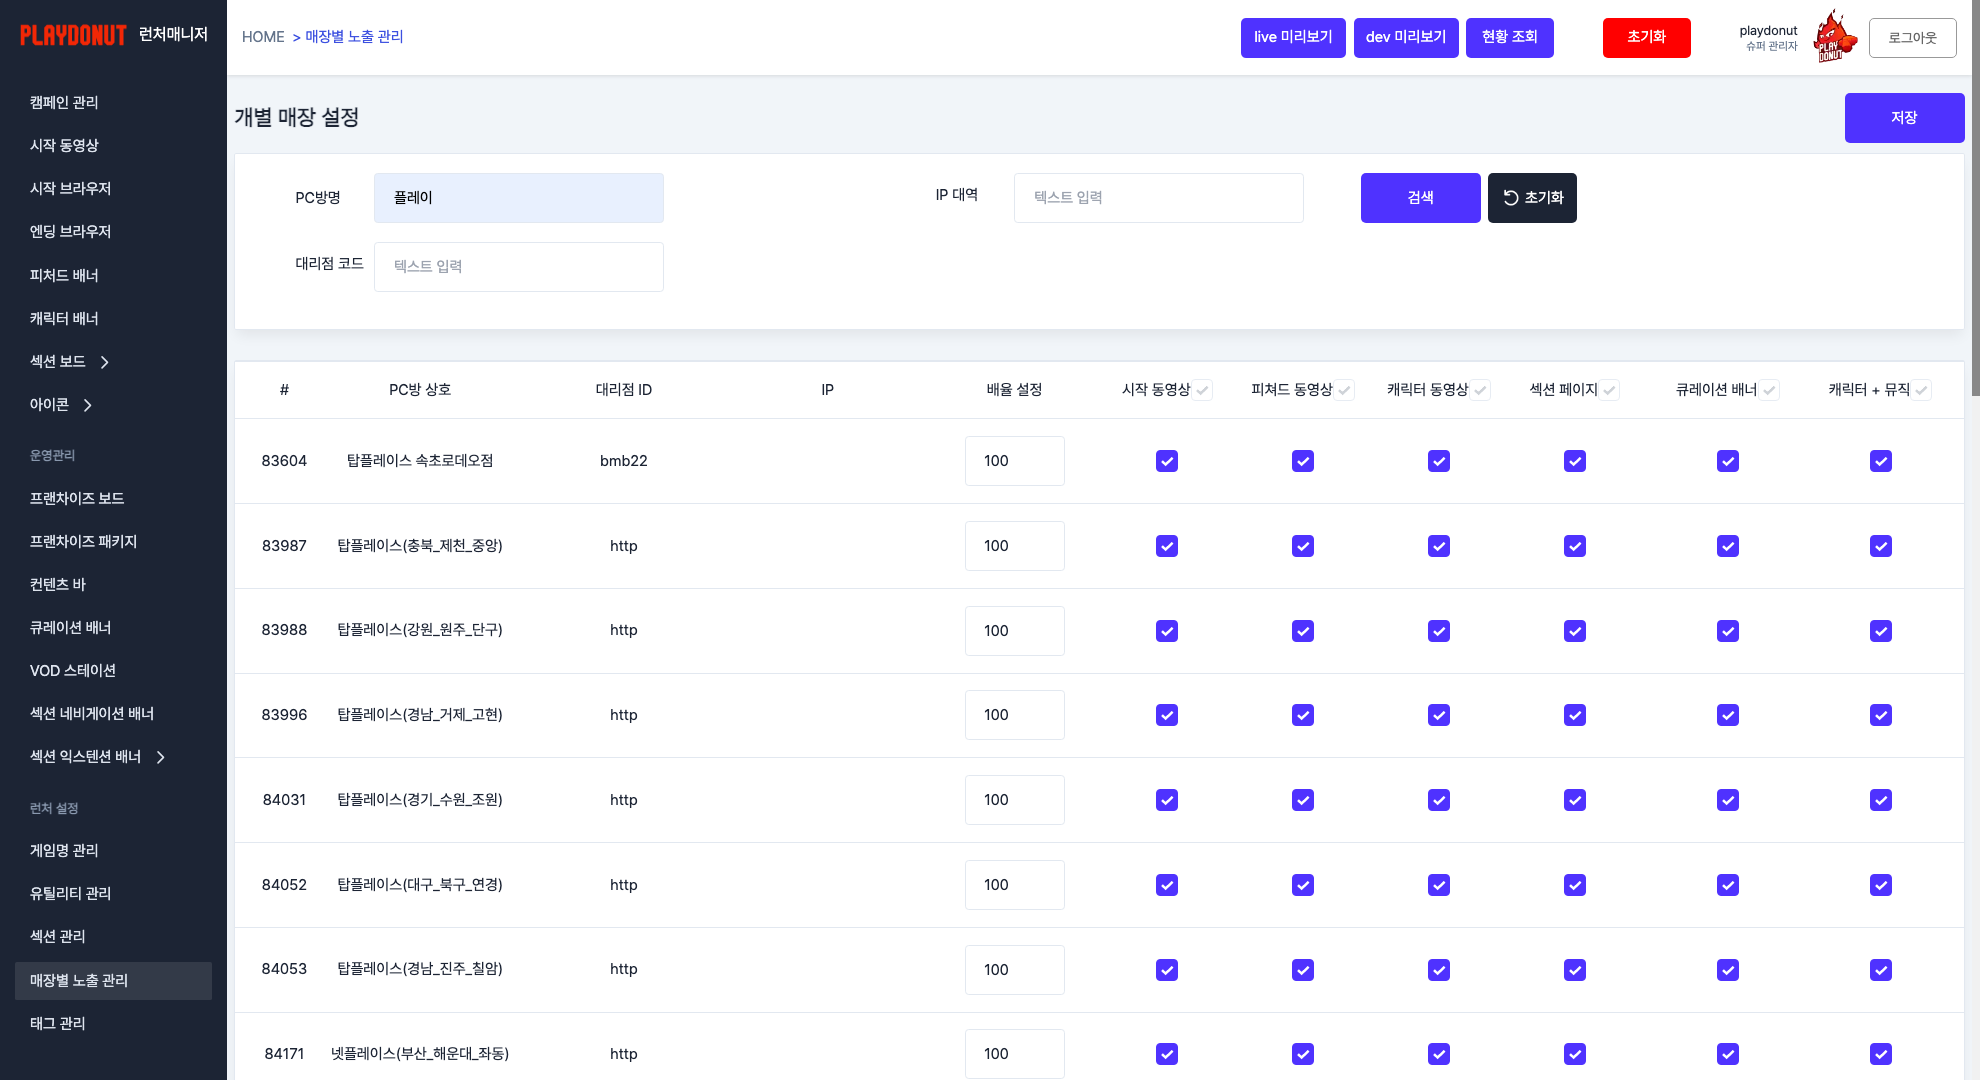 PLAYDONUT 런처매니저
캠페인 관리
시작 동영상
시작 브라우저
엔딩 브라우저
피처드 배너
캐릭터 배너
섹션 보드
아이콘
운영관리
프랜차이즈 보드
프랜차이즈 패키지
컨텐츠 바
큐레이션 배너
VOD 스테이션
섹션 네비게이션 배너
섹션 익스텐션 배너
런처 설정
게임명 관리
유틸리티 관리
섹션 관리
매장별 노출 관리
태그 관리
HOME > 매장별 노출 관리
live 미리보기 dev 미리보기 현황 조회 초기화
playdonut
슈퍼 관리자
PLAY
DONUT
로그아웃
개별 매장 설정 저장
PC방명 플레이 IP 대역 텍스트 입력 검색 초기화
대리점 코드 텍스트 입력
# PC방 상호 대리점 ID IP 배율 설정 시작 동영상 피쳐드 동영상 캐릭터 동영상 섹션 페이지 큐레이션 배너 캐릭터 + 뮤직
83604 탑플레이스 속초로데오점 bmb22 100
83987 탑플레이스(충북_제천_중앙) http 100
83988 탑플레이스(강원_원주_단구) http 100
83996 탑플레이스(경남_거제_고현) http 100
84031 탑플레이스(경기_수원_조원) http 100
84052 탑플레이스(대구_북구_연경) http 100
84053 탑플레이스(경남_진주_칠암) http 100
84171 넷플레이스(부산_해운대_좌동) http 100